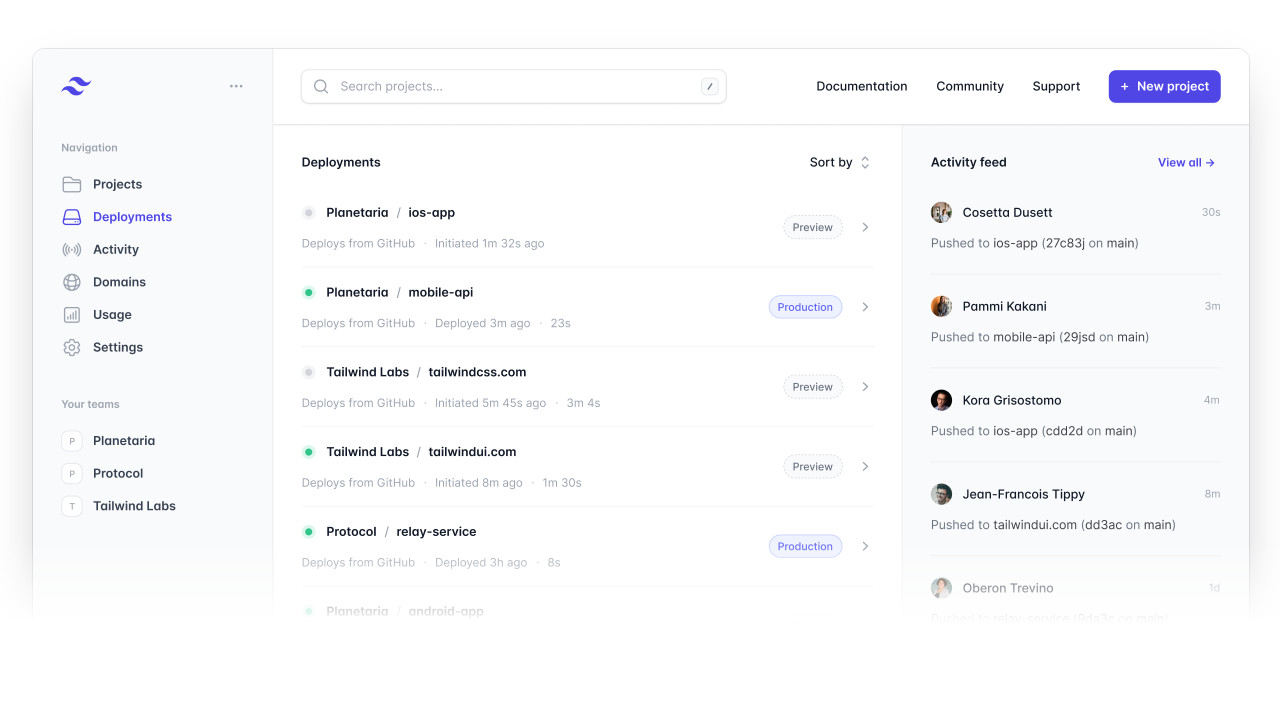 Search projects...
/
Documentation
Community
Support
+ New project
Navigation
Projects
Deployments
Activity
Domains
Usage
Settings
Your teams
P Planetaria
P Protocol
T Tailwind Labs
Deployments
Sort by
Planetaria / ios-app
Deploys from GitHub · Initiated 1m 32s ago
Preview
Planetaria / mobile-api
Deploys from GitHub · Deployed 3m ago · 23s
Production
Tailwind Labs / tailwindcss.com
Deploys from GitHub · Initiated 5m 45s ago · 3m 4s
Preview
Tailwind Labs / tailwindui.com
Deploys from GitHub · Initiated 8m ago · 1m 30s
Preview
Protocol / relay-service
Deploys from GitHub · Deployed 3h ago · 8s
Production
Planetaria / android-app
Activity feed
View all →
Cosetta Dusett 30s
Pushed to ios-app (27c83j on main)
Pammi Kakani 3m
Pushed to mobile-api (29jsd on main)
Kora Grisostomo 4m
Pushed to ios-app (cdd2d on main)
Jean-Francois Tippy 8m
Pushed to tailwindui.com (dd3ac on main)
Oberon Trevino 1d
Pushed to relay-service on main)